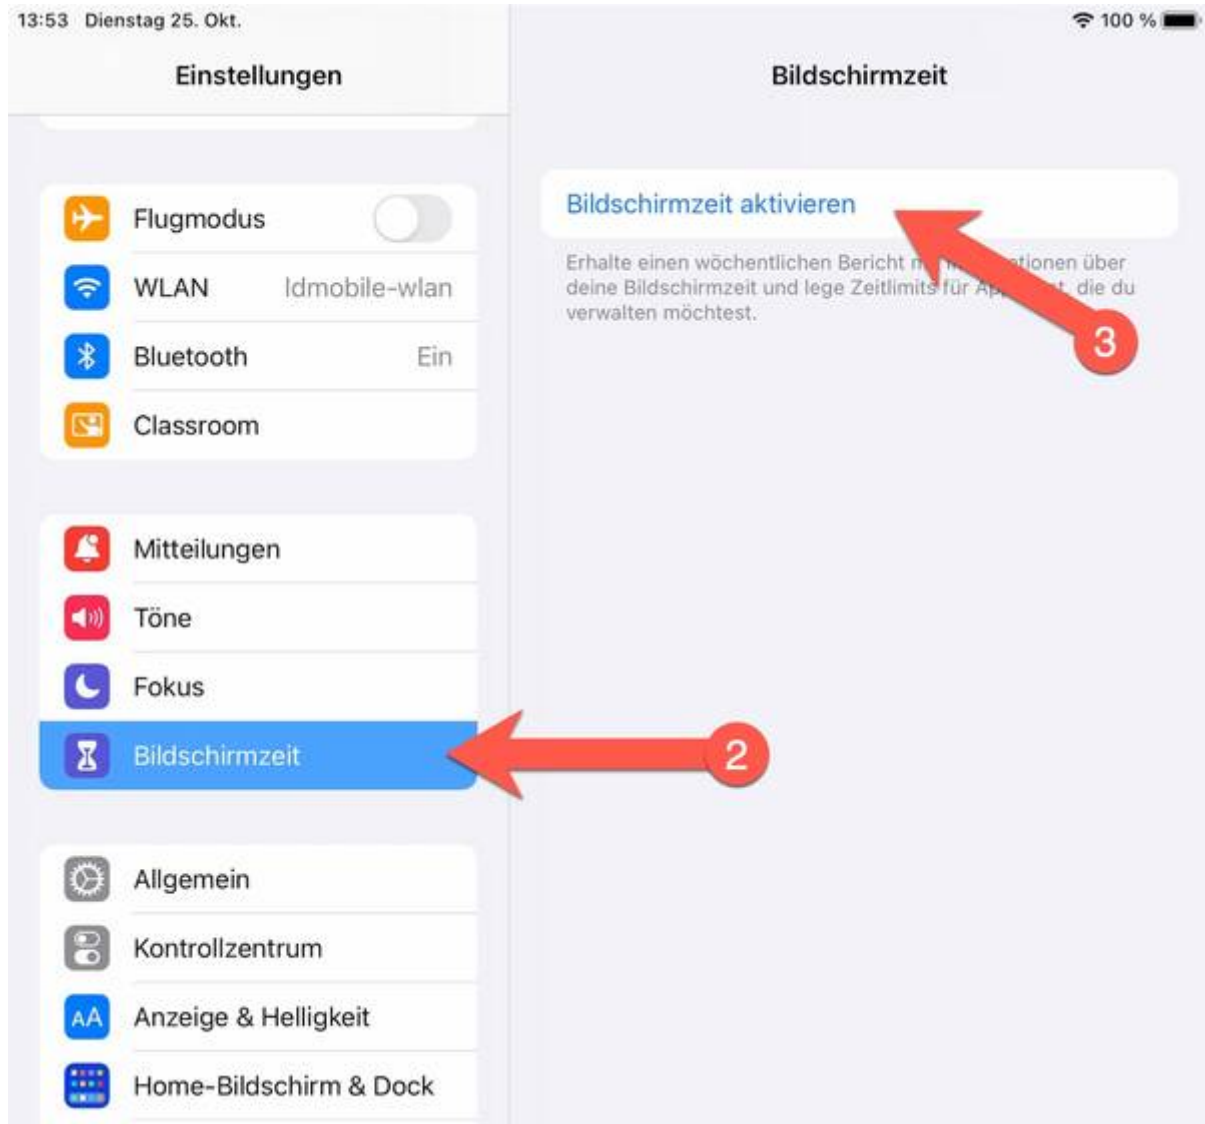 13:53 Dienstag 25. Okt.
100 %
Einstellungen
Flugmodus
WLAN ldmobile-wlan
Bluetooth Ein
Classroom
Mitteilungen
Töne
Fokus
Bildschirmzeit
2
Allgemein
Kontrollzentrum
AA Anzeige & Helligkeit
Home-Bildschirm & Dock
Bildschirmzeit
Bildschirmzeit aktivieren
Erhalte einen wöchentlichen Bericht über
deine Bildschirmzeit und lege Zeitlimits für die du
verwalten möchtest.
3